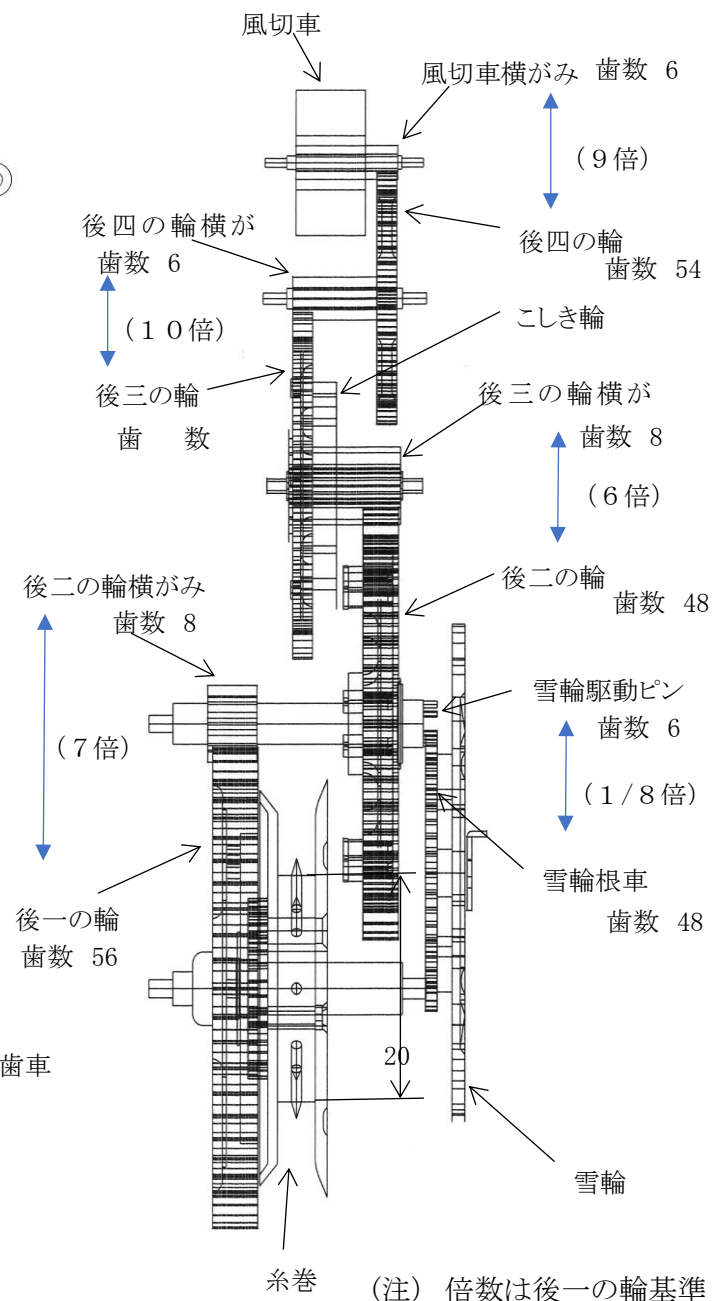 風切車
風切車横がみ 歯数 6
(9倍)
後四の輪横が
歯数 6
後四の輪
歯数 54
(10倍)
こしき輪
後三の輪
歯 数
後三の輪横が
歯数 8
(6倍)
後二の輪横がみ
歯数 8
後二の輪
歯数 48
雪輪駆動ピン
歯数 6
(7倍)
(1/8倍)
後一の輪
歯数 56
雪輪根車
歯数 48
歯車
20
雪輪
糸巻
(注) 倍数は後一の輪基準